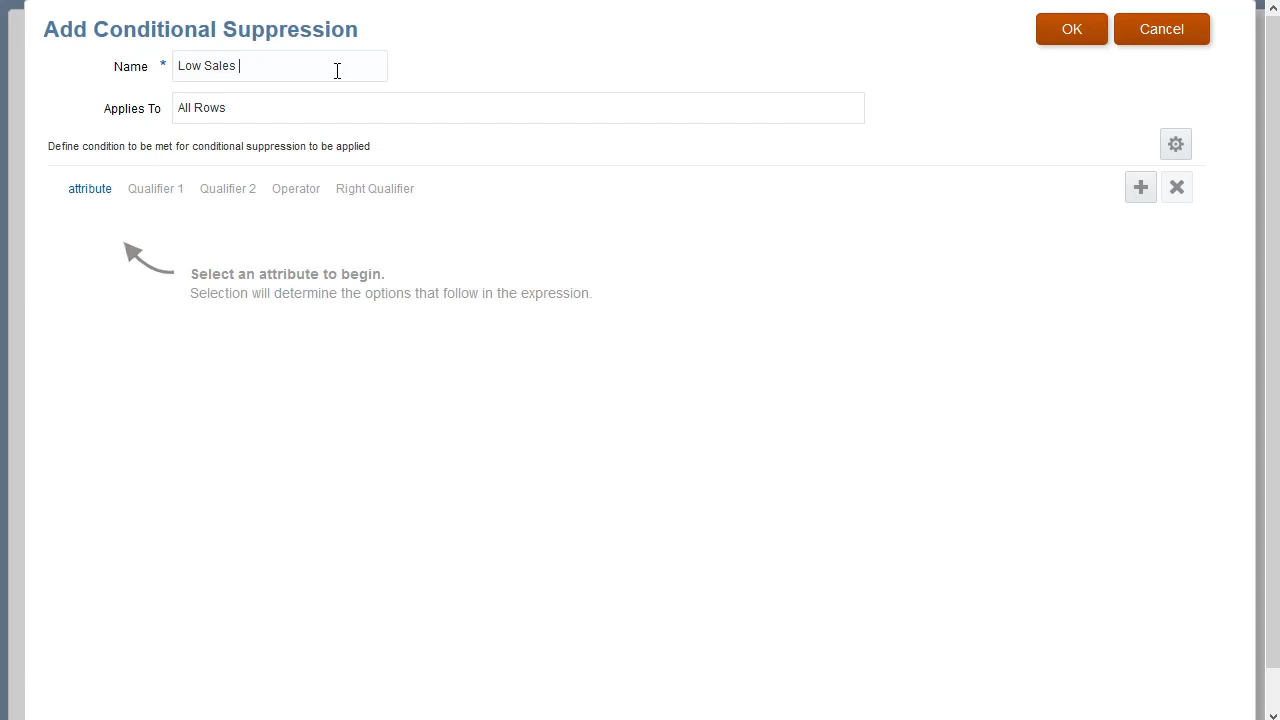 Add Conditional Suppression
OK
Cancel
Name * Low Sales
Applies To All Rows
Define condition to be met for conditional suppression to be applied
attribute Qualifier 1 Qualifier 2 Operator Right Qualifier
Select an attribute to begin.
Selection will determine the options that follow in the expression.